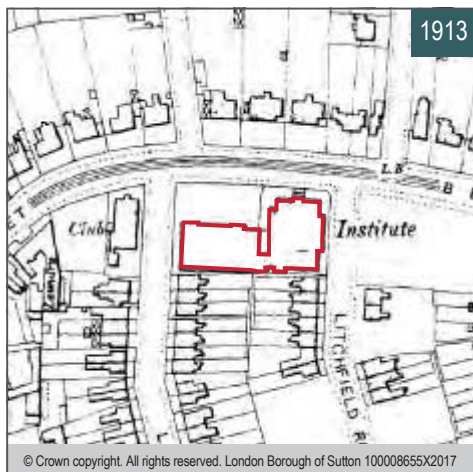 1913
L.B
B
E T
Club
Institute
LITCHFIELD R
© Crown copyright. All rights reserved. London Borough of Sutton 100008655X2017